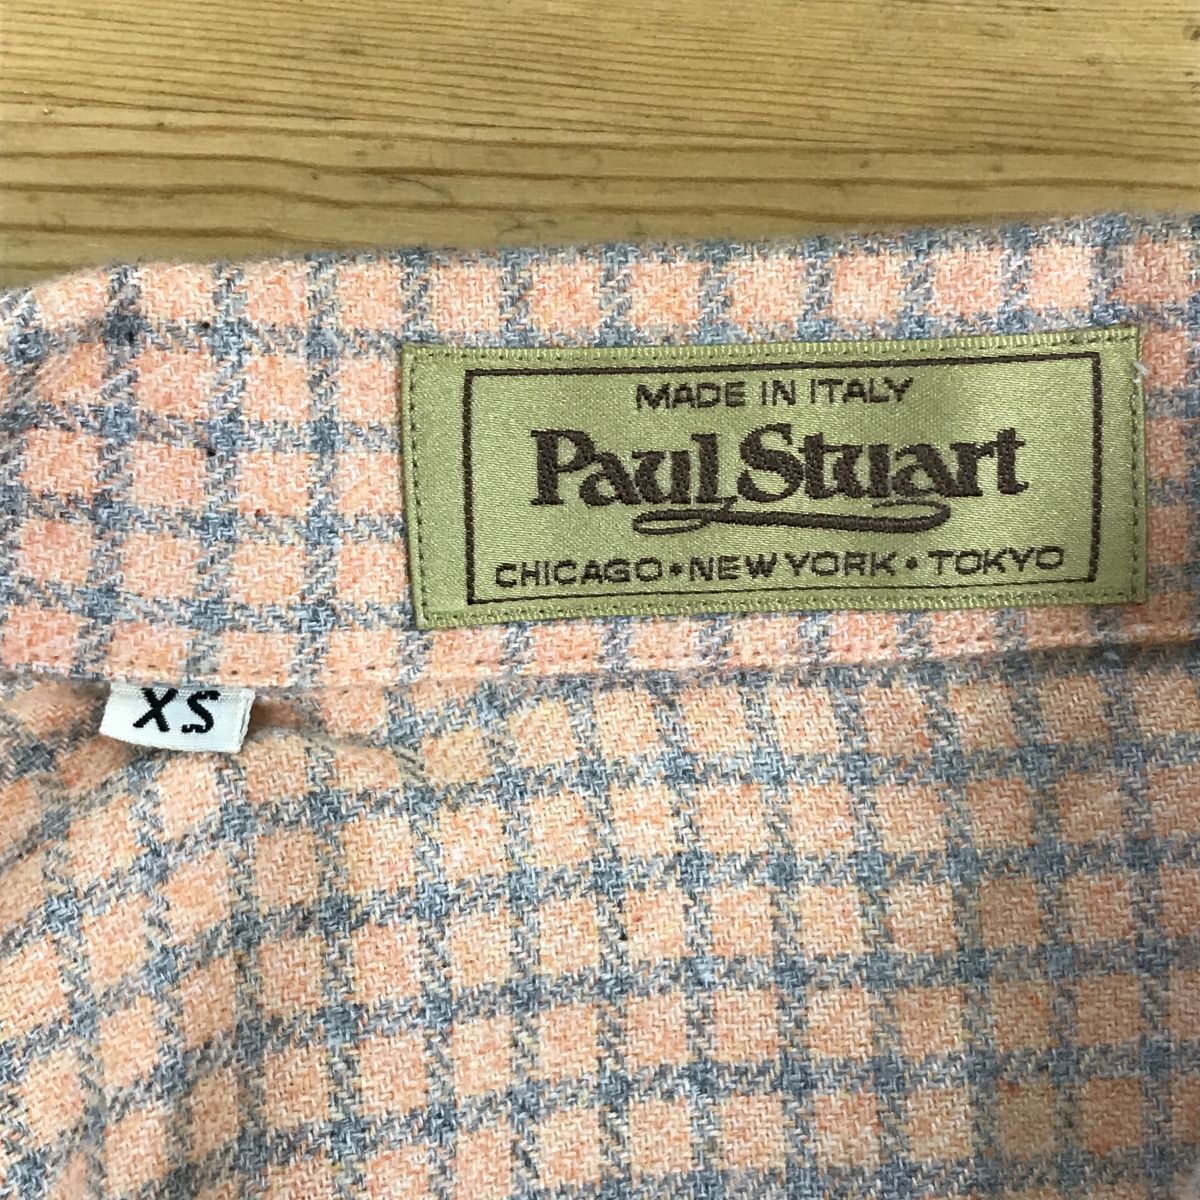 MADE IN ITALY
Paul Stuart
CHICAGO • NEW YORK • TOKYO
XS